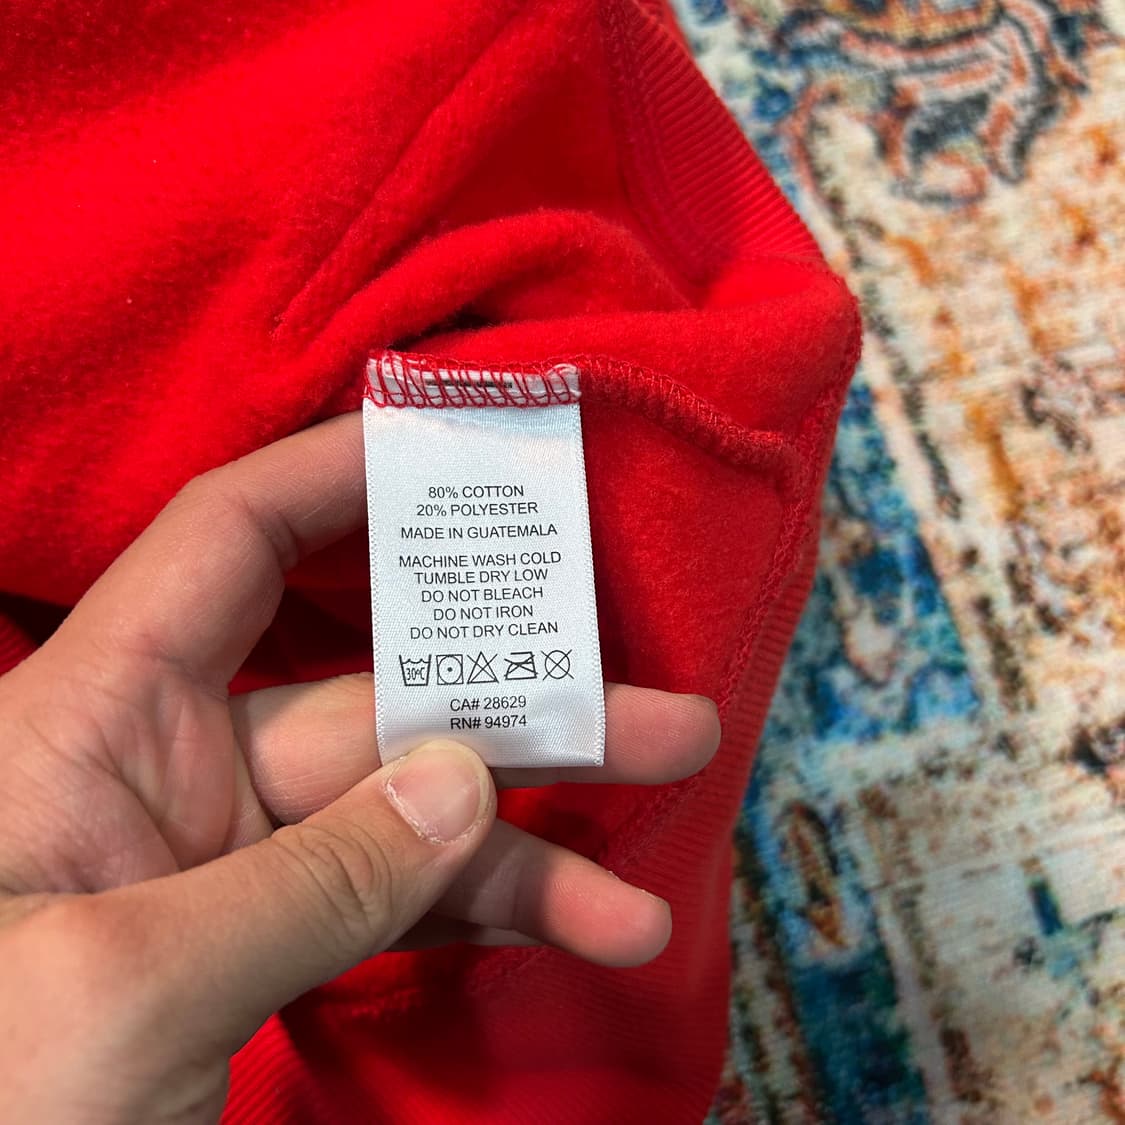 80% COTTON
20% POLYESTER
MADE IN GUATEMALA
MACHINE WASH COLD
TUMBLE DRY LOW
DO NOT BLEACH
DO NOT IRON
DO NOT DRY CLEAN
30°C
CA# 28629
RN# 94974